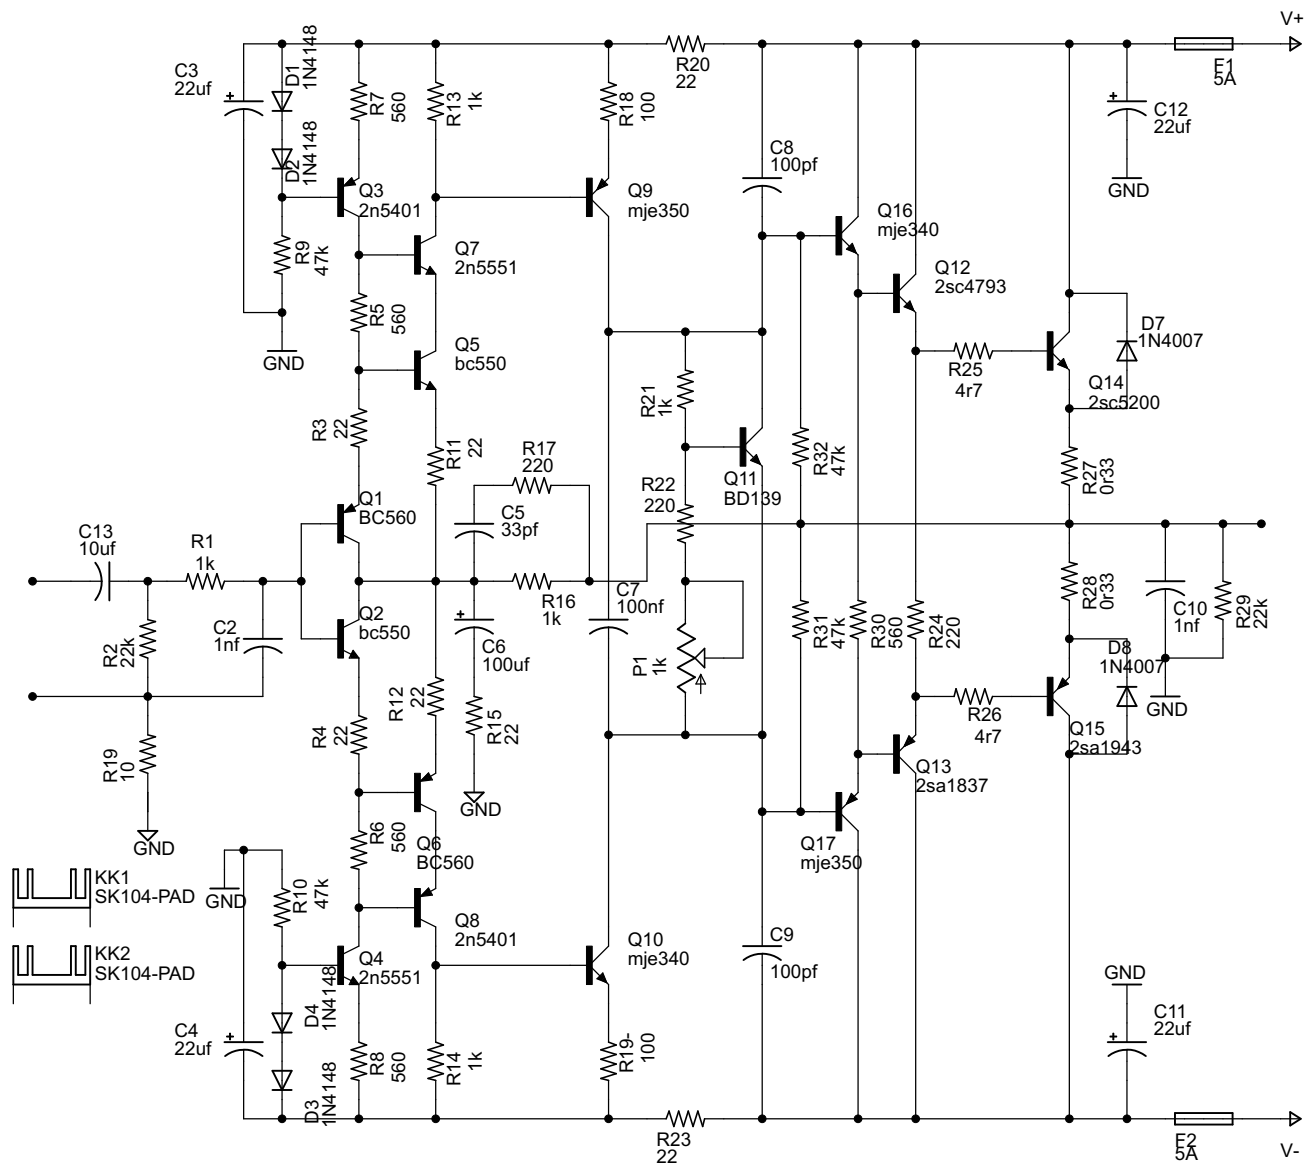 V+
C3
22uf
D1
1N4148
R7
560
R13
1k
R18
100
R20
22
E1
5A
D2
1N4148
C8
100pf
C12
22uf
GND
Q3
2n5401
Q9
mje350
Q16
mje340
R9
47k
Q7
2n5551
Q12
2sc4793
R5
560
GND
Q5
bc550
D7
1N4007
R25
4r7
Q14
2sc5200
R21
1k
R3
22
R11
22
R17
220
R32
47k
R27
0r33
Q11
BD139
R22
220
Q1
BC560
C5
33pf
C13
10uf
R1
1k
R16
1k
C7
100nf
R28
0r33
C10
1nf
R29
22k
Q2
bc550
C2
1nf
R2
22k
C6
100uf
P1
1k
R31
47k
R30
560
R24
220
D8
1N4007
GND
R12
22
R15
22
R4
22
R26
4r7
Q15
2sa1943
R19
10
Q13
2sa1837
GND
GND
R6
560
Q6
BC560
Q17
mje350
KK1
SK104-PAD
GND
R10
47k
Q8
2n5401
KK2
SK104-PAD
Q4
2n5551
Q10
mje340
C9
100pf
GND
D4
1N4148
C4
22uf
C11
22uf
R8
560
R14
1k
R19-
100
D3
1N4148
R23
22
E2
5A
V-